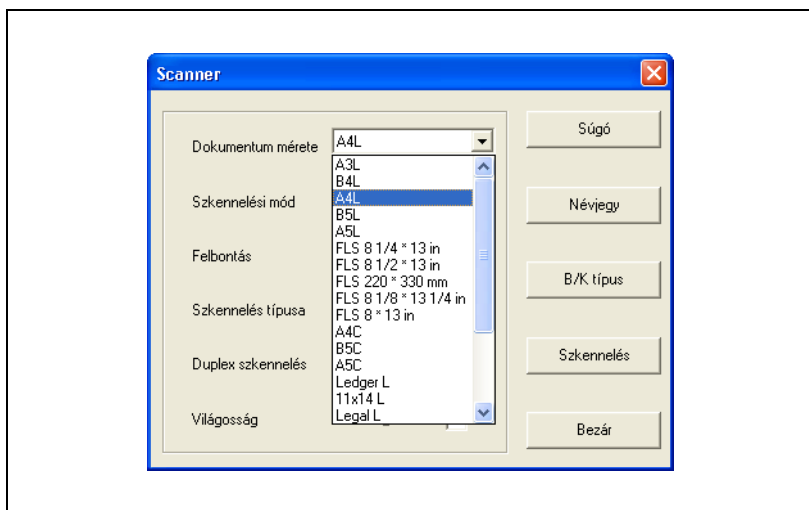 Scanner
Dokumentum mérete
A4L
A3L
B4L
A4L
B5L
A5L
FLS 8 1/4 * 13 in
FLS 8 1/2 * 13 in
FLS 220 * 330 mm
FLS 8 1/8 * 13 1/4 in
FLS 8 * 13 in
A4C
B5C
A5C
Ledger L
11x14 L
Legal L
Szkennelési mód
Felbontás
Szkennelés típusa
Duplex szkennelés
Világosság
Súgó
Névjegy
B/K típus
Szkennelés
Bezár